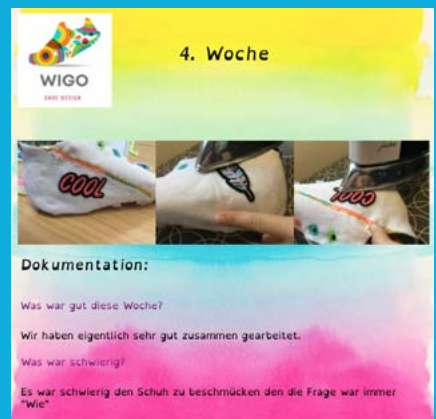 4. Woche
WIGO
SHOE DESIGN
COOL
COOL
Dokumentation:
Was war gut diese Woche?
Wir haben eigentlich sehr gut zusammen gearbeitet.
Was war schwierig?
Es war schwierig den Schuh zu beschmücken den die Frage war immer
"Wie"